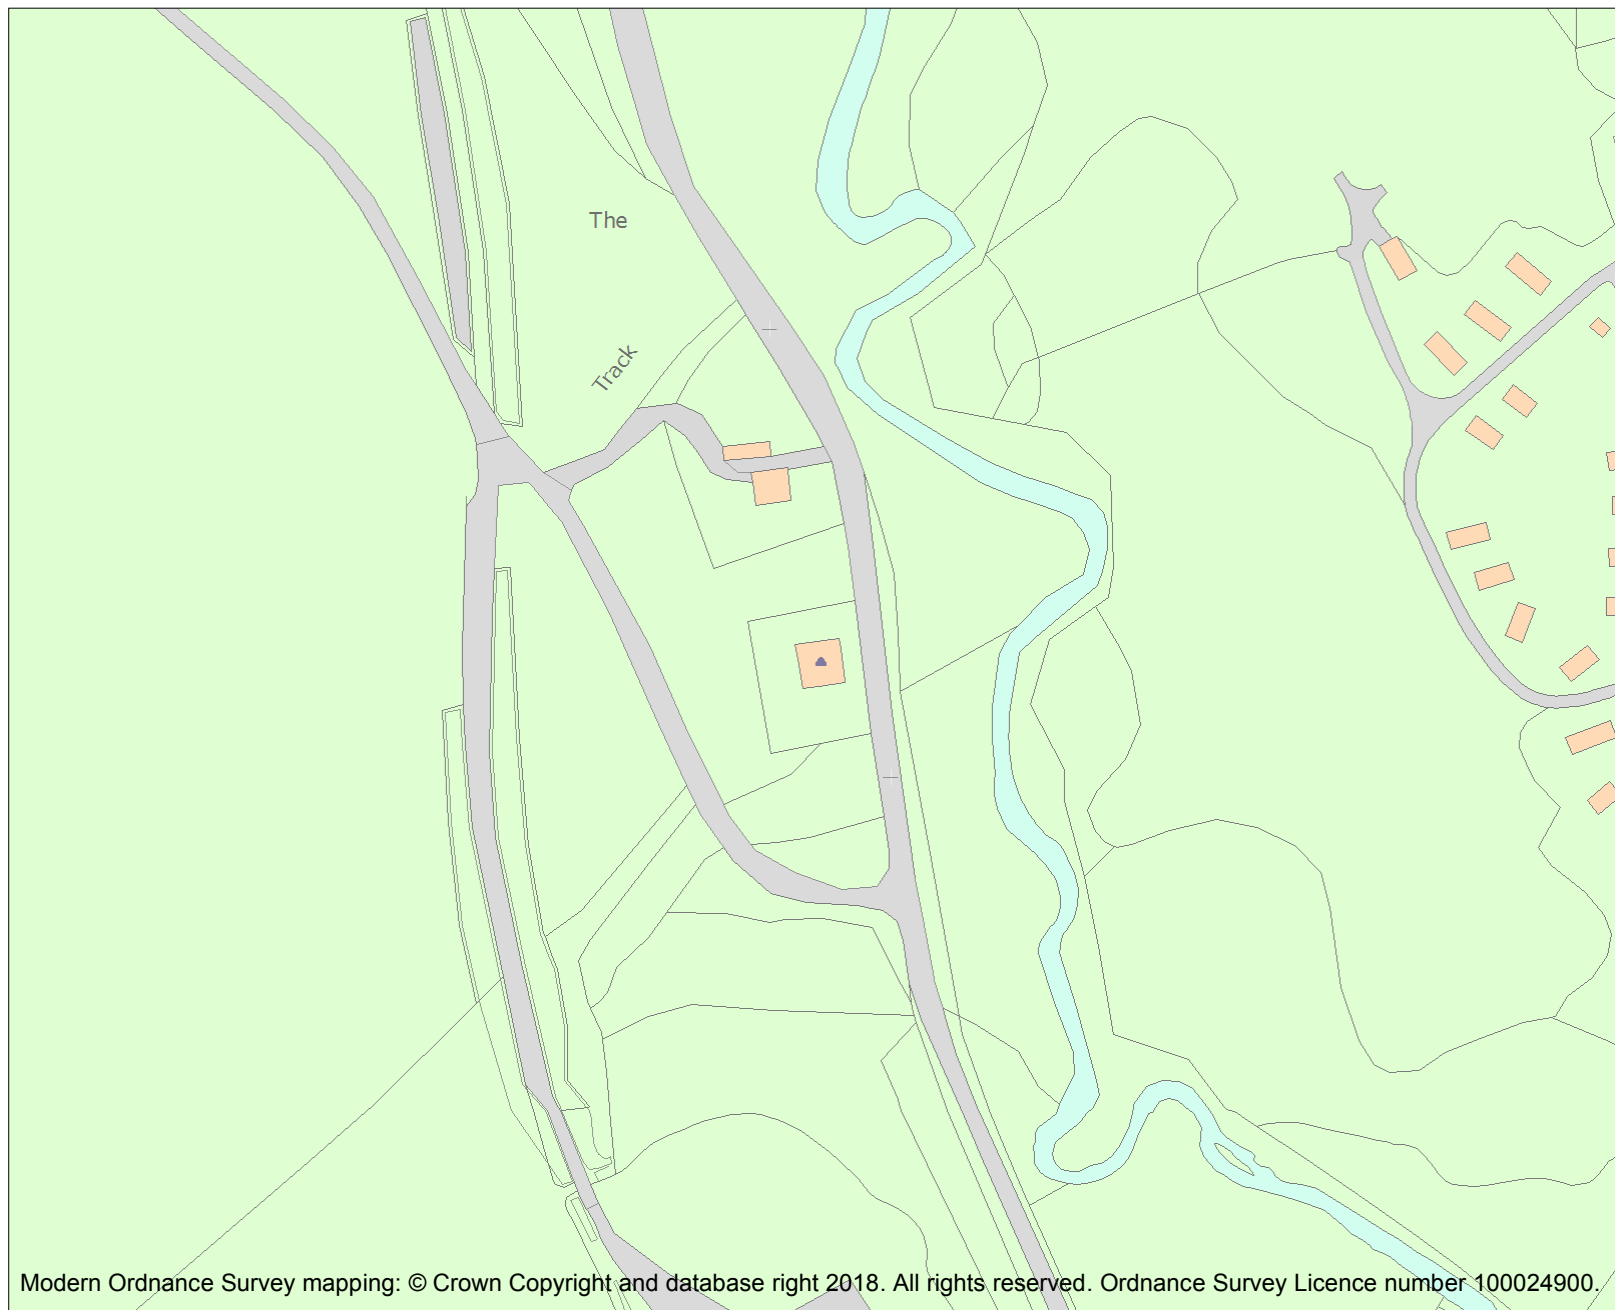 The
Track
Modern Ordnance Survey mapping: © Crown Copyright and database right 2018. All rights reserved. Ordnance Survey Licence number 100024900.